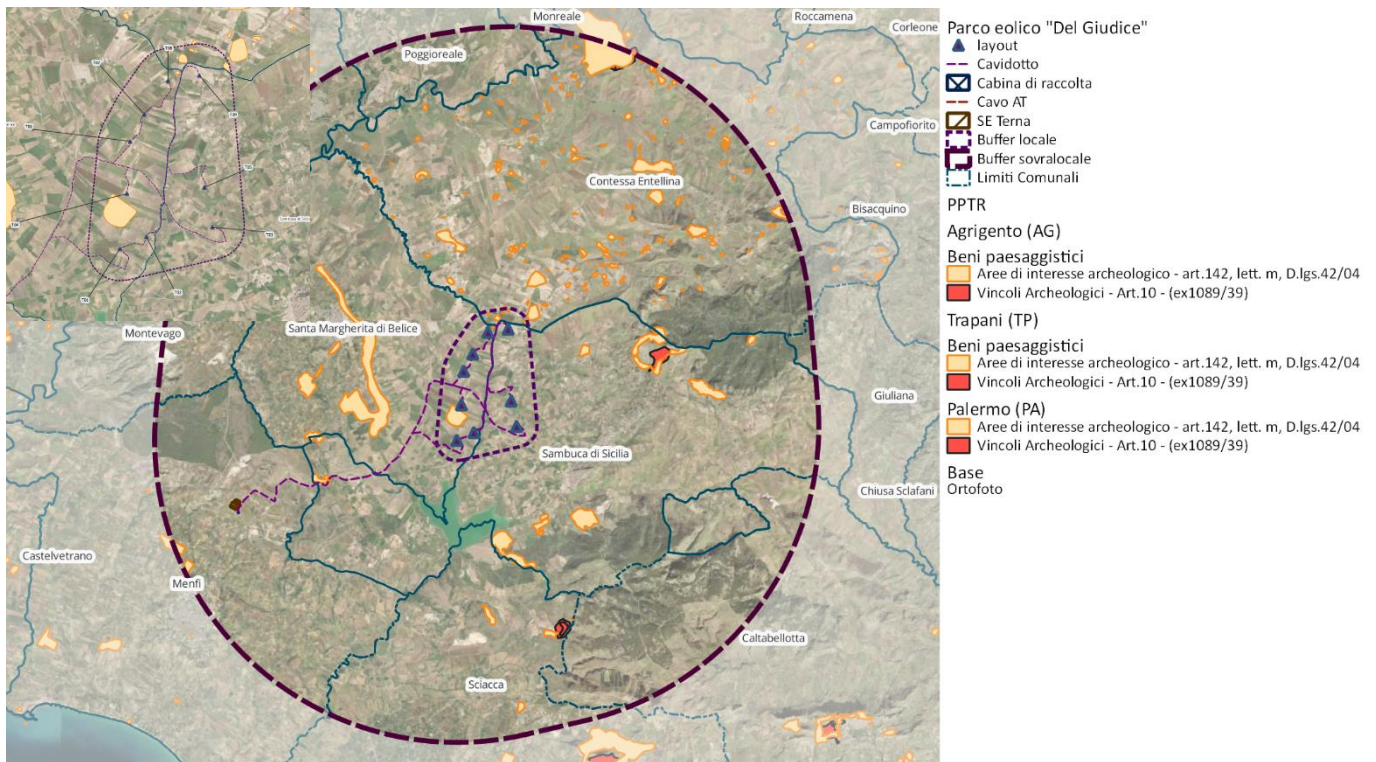 Monreale
Roccamena
Corleone
Poggioreale
Campofiorito
Contessa Entellina
Bisacquino
Montevago
Santa Margherita di Belice
Giuliana
Sambuca di Sicilia
Chiusa Sclafani
Castelvetrano
Menfi
Caltabellotta
Sciacca
Parco eolico "Del Giudice"
layout
Cavidotto
Cabina di raccolta
Cavo AT
SE Terna
Buffer locale
Buffer sovralocale
Limiti Comunali
PPTR
Agrigento (AG)
Beni paesaggistici
Aree di interesse archeologico - art.142, lett. m, D.lgs.42/04
Vincoli Archeologici - Art.10 - (ex1089/39)
Trapani (TP)
Beni paesaggistici
Aree di interesse archeologico - art.142, lett. m, D.lgs.42/04
Vincoli Archeologici - Art.10 - (ex1089/39)
Palermo (PA)
Aree di interesse archeologico - art.142, lett. m, D.lgs.42/04
Vincoli Archeologici - Art.10 - (ex1089/39)
Base
Ortofoto